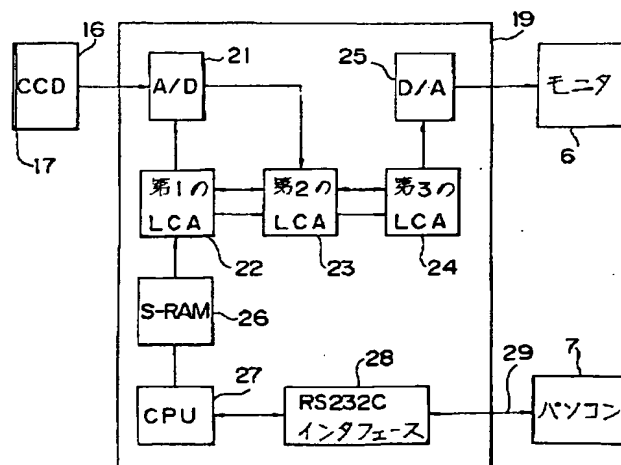 16
21
25
19
CCD
A/D
D/A
モニタ
17
6
第1の
LCA
第2の
LCA
第3の
LCA
22
23
24
S-RAM
26
27
28
29
7
CPU
RS232C
インタフェース
パソコン